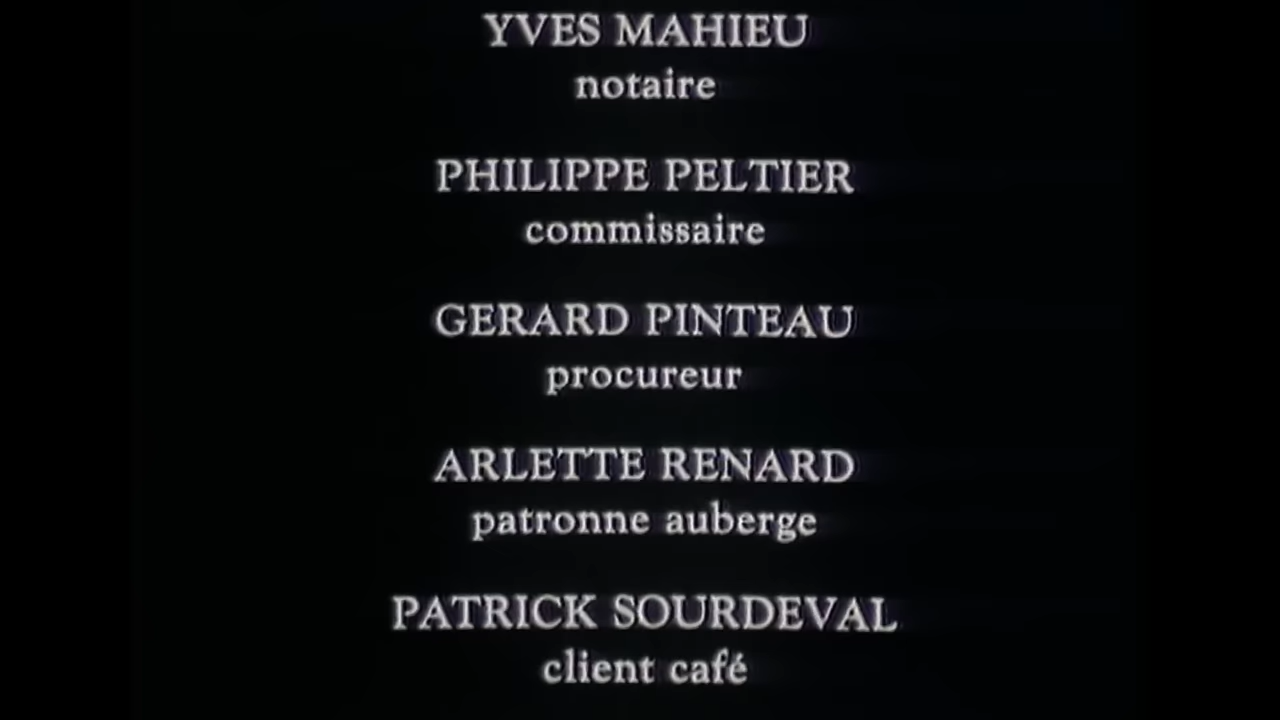 YVES MAHIEU
notaire
PHILIPPE PELTIER
commissaire
GERARD PINTEAU
procureur
ARLETTE RENARD
patronne auberge
PATRICK SOURDEVAL
client café